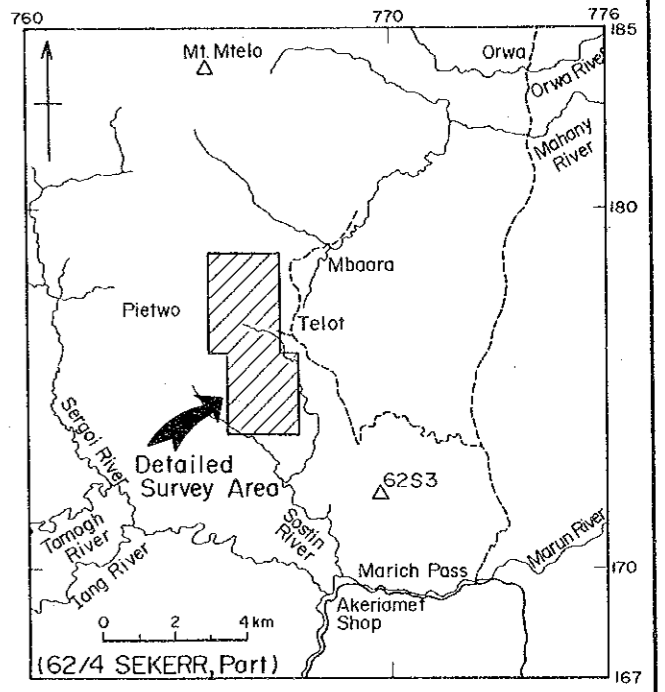 760
770
776
185
Mt. Mtelo
Orwa
Orwa River
Mahany
River
180
Mbaara
Pietwo
Telot
Sergoi River
Detailed
Survey Area
62S3
Tamogh
River
Iang River
Sostin
River
Marun River
Marich Pass
170
Akeriamet
Shop
0 2 4km
(62/4 SEKERR, Part)
167